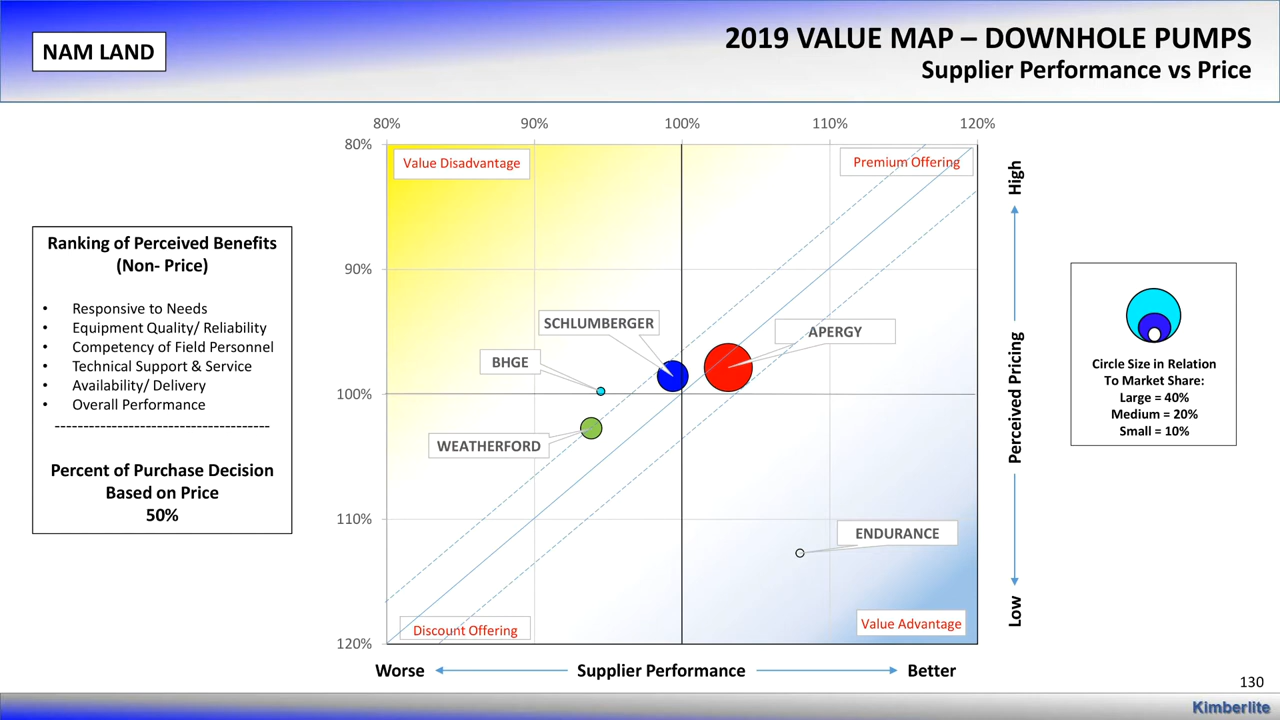 NAM LAND
2019 VALUE MAP – DOWNHOLE PUMPS
Supplier Performance vs Price
Ranking of Perceived Benefits
(Non- Price)
• Responsive to Needs
• Equipment Quality/ Reliability
• Competency of Field Personnel
• Technical Support & Service
• Availability/ Delivery
• Overall Performance
-------------------------------------
Percent of Purchase Decision
Based on Price
50%
80% 90% 100% 110% 120%
80%
90%
100%
110%
120%
Value Disadvantage
Premium Offering
SCHLUMBERGER
APERGY
BHGE
WEATHERFORD
ENDURANCE
Discount Offering
Value Advantage
Worse
Supplier Performance
Better
High
Perceived Pricing
Low
Circle Size in Relation
To Market Share:
Large = 40%
Medium = 20%
Small = 10%
130
Kimberlite